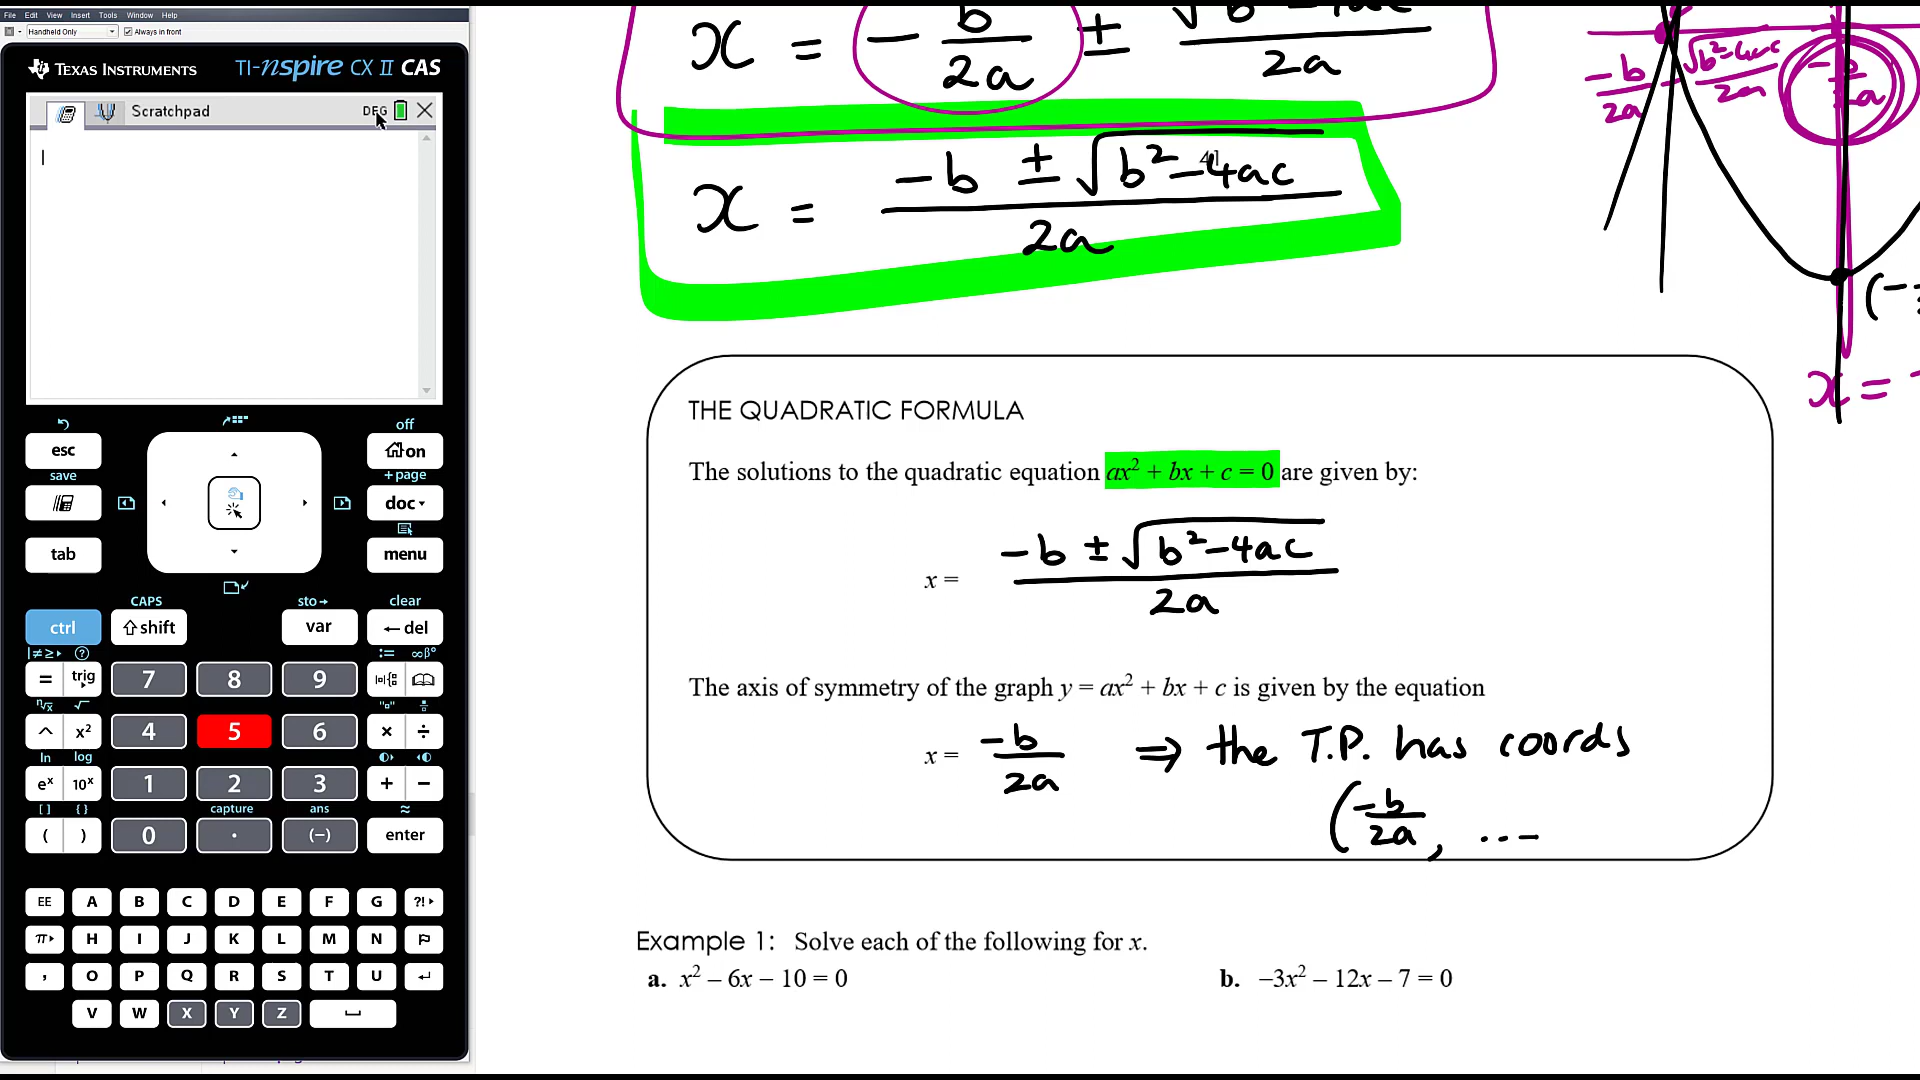 File Edit View Insert Tools Window Help
Handheld Only Always in front
TEXAS INSTRUMENTS TI-nspire CX II CAS
Scratchpad DEG
off
esc on
save +page
doc▾
tab menu
CAPS sto→ clear
ctrl ⇧shift var ←del
|≠≥▸ ? := ∞β°
= trig 7 8 9
ⁿ√x √ "□"
^ x² 4 5 6 × ÷
ln log
eˣ 10ˣ 1 2 3 + −
[ ] { } capture ans ≈
( ) 0 . (−) enter
EE A B C D E F G ?!▸
π▸ H I J K L M N
, O P Q R S T U ↵
V W X Y Z
x = − b/2a ± √b²−4ac/2a
x = −b ± √b²−4ac/2a
THE QUADRATIC FORMULA
The solutions to the quadratic equation ax² + bx + c = 0 are given by:
x = −b ± √b²−4ac/2a
The axis of symmetry of the graph y = ax² + bx + c is given by the equation
x = −b/2a ⇒ the T.P. has coords
(−b/2a, ...
Example 1: Solve each of the following for x.
a. x² – 6x – 10 = 0 b. –3x² – 12x – 7 = 0
−b/2a − √b²−4ac/2a
−b/2a
(−
x = −